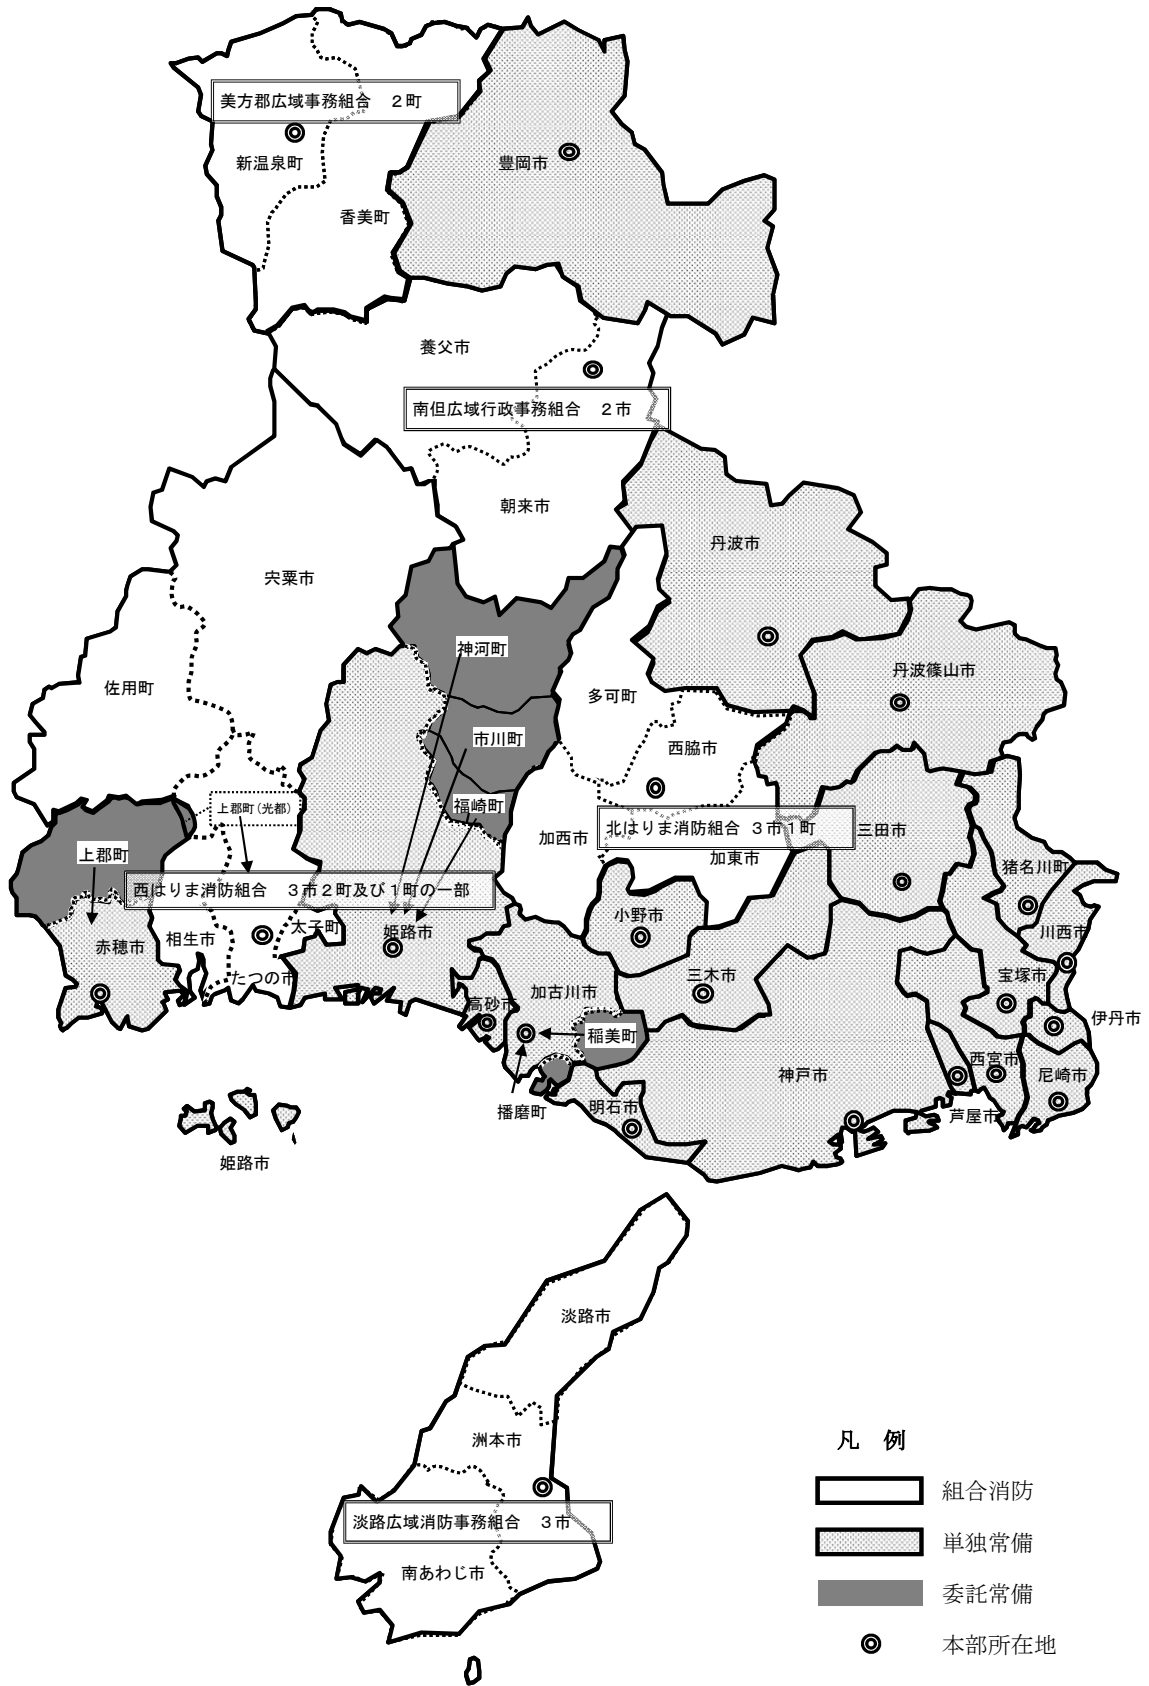 美方郡広域事務組合　２町
新温泉町
豊岡市
香美町
養父市
南但広域行政事務組合　２市
朝来市
丹波市
宍粟市
神河町
丹波篠山市
佐用町
多可町
市川町
西脇市
福崎町
上郡町（光都）
加西市
北はりま消防組合　３市１町
三田市
上郡町
加東市
猪名川町
西はりま消防組合　３市２町及び１町の一部
小野市
太子町
姫路市
川西市
赤穂市
相生市
三木市
宝塚市
たつの市
加古川市
高砂市
伊丹市
稲美町
西宮市
神戸市
尼崎市
播磨町
明石市
芦屋市
姫路市
淡路市
洲本市
淡路広域消防事務組合　３市
南あわじ市
凡　例
組合消防
単独常備
委託常備
本部所在地